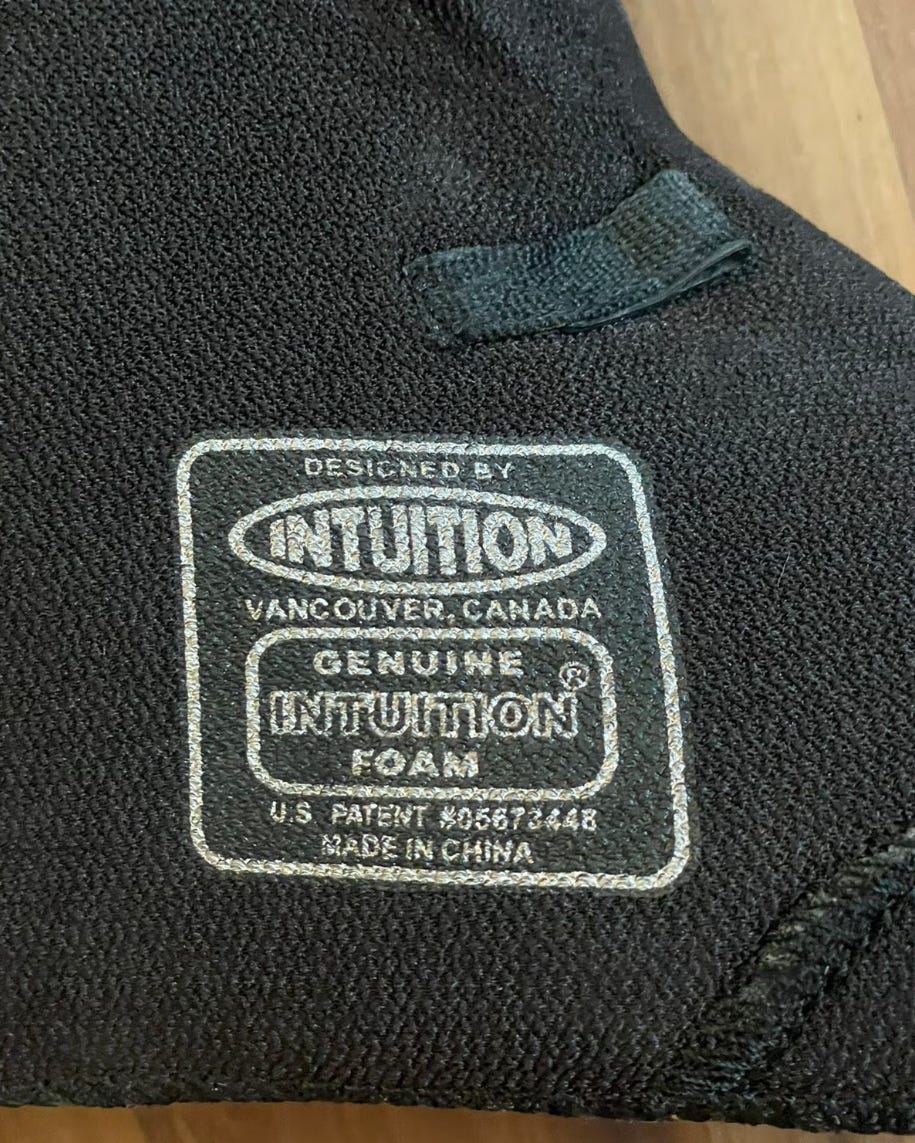 DESIGNED BY
INTUITION
VANCOUVER, CANADA
GENUINE
INTUITION®
FOAM
U.S. PATENT #05673448
MADE IN CHINA